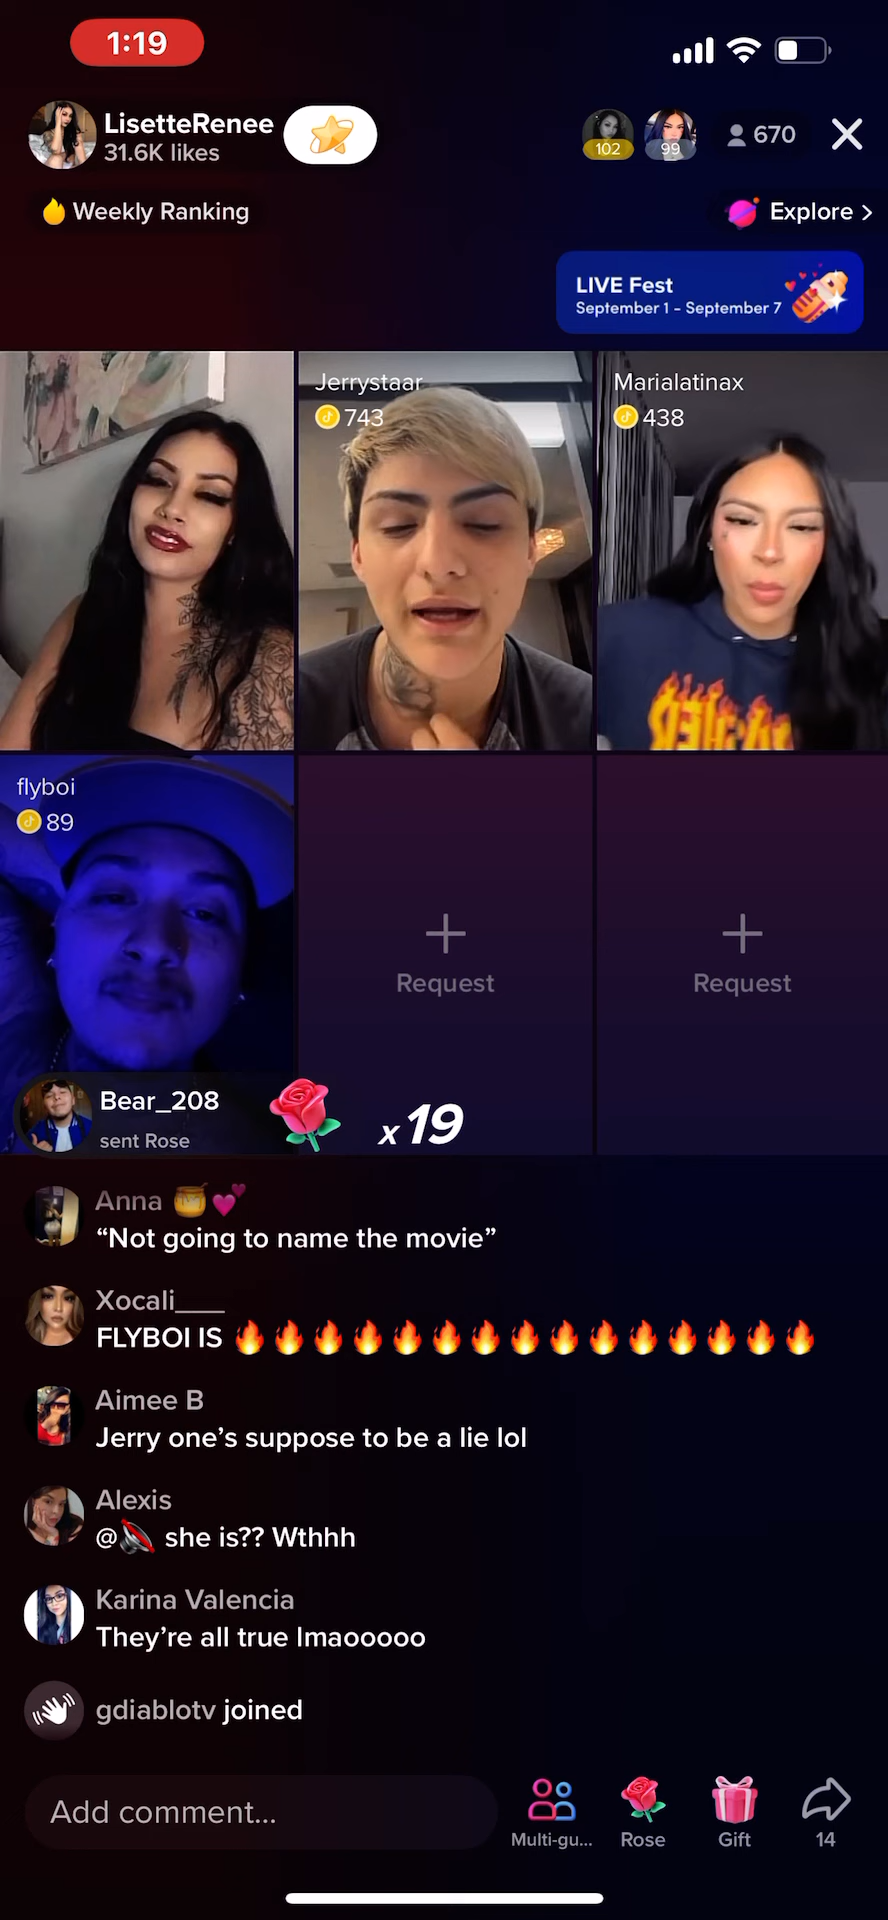 1:19
LisetteRenee
31.6K likes
102
99
670
Weekly Ranking
Explore >
LIVE Fest
September 1 - September 7
Jerrystaar
743
Marialatinax
438
flyboi
89
+
Request
+
Request
Bear_208
sent Rose
x19
Anna 🍯💕
“Not going to name the movie”
Xocali___
FLYBOI IS 🔥🔥🔥🔥🔥🔥🔥🔥🔥🔥🔥🔥🔥🔥🔥
Aimee B
Jerry one’s suppose to be a lie lol
Alexis
@🔇 she is?? Wthhh
Karina Valencia
They’re all true lmaooooo
gdiablotv joined
Add comment...
Multi-gu...
Rose
Gift
14